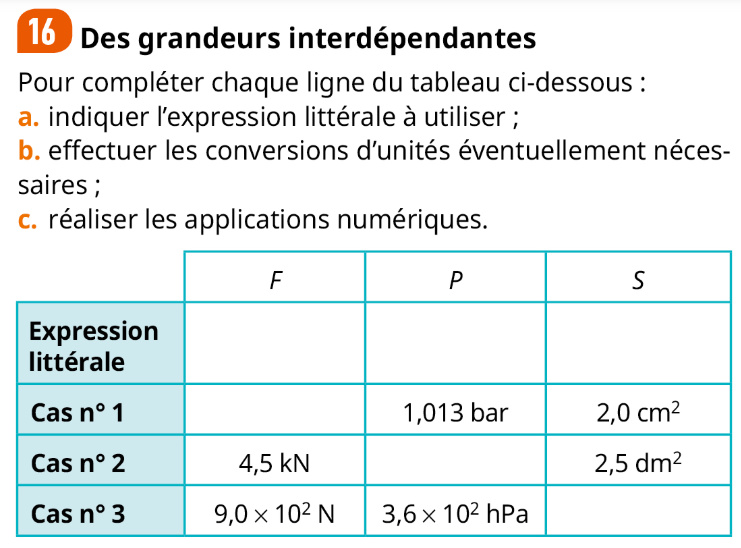 16 Des grandeurs interdépendantes
Pour compléter chaque ligne du tableau ci-dessous :
a. indiquer l’expression littérale à utiliser ;
b. effectuer les conversions d’unités éventuellement néces-
saires ;
c. réaliser les applications numériques.
F P S
Expression
littérale
Cas n° 1 1,013 bar 2,0 cm²
Cas n° 2 4,5 kN 2,5 dm²
Cas n° 3 9,0 × 10² N 3,6 × 10² hPa